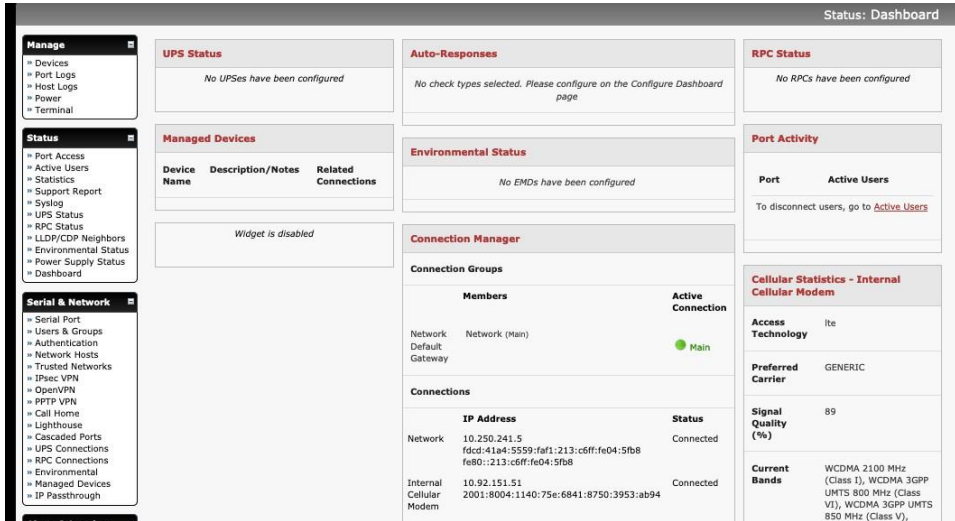 Status: Dashboard
Manage
» Devices
» Port Logs
» Host Logs
» Power
» Terminal
Status
» Port Access
» Active Users
» Statistics
» Support Report
» Syslog
» UPS Status
» RPC Status
» LLDP/CDP Neighbors
» Environmental Status
» Power Supply Status
» Dashboard
Serial & Network
» Serial Port
» Users & Groups
» Authentication
» Network Hosts
» Trusted Networks
» IPsec VPN
» OpenVPN
» PPTP VPN
» Call Home
» Lighthouse
» Cascaded Ports
» UPS Connections
» RPC Connections
» Environmental
» Managed Devices
» IP Passthrough
UPS Status
No UPSes have been configured
Managed Devices
Device Description/Notes Related
Name Connections
Widget is disabled
Auto-Responses
No check types selected. Please configure on the Configure Dashboard
page
Environmental Status
No EMDs have been configured
Connection Manager
Connection Groups
Members Active
Connection
Network Network (Main)
Default Main
Gateway
Connections
IP Address Status
Network 10.250.241.5 Connected
fdcd:41a4:5559:faf1:213:c6ff:fe04:5fb8
fe80::213:c6ff:fe04:5fb8
Internal 10.92.151.51 Connected
Cellular 2001:8004:1140:75e:6841:8750:3953:ab94
Modem
RPC Status
No RPCs have been configured
Port Activity
Port Active Users
To disconnect users, go to Active Users
Cellular Statistics - Internal
Cellular Modem
Access lte
Technology
Preferred GENERIC
Carrier
Signal 89
Quality
(%)
Current WCDMA 2100 MHz
Bands (Class I), WCDMA 3GPP
UMTS 800 MHz (Class
VI), WCDMA 3GPP UMTS
850 MHz (Class V),